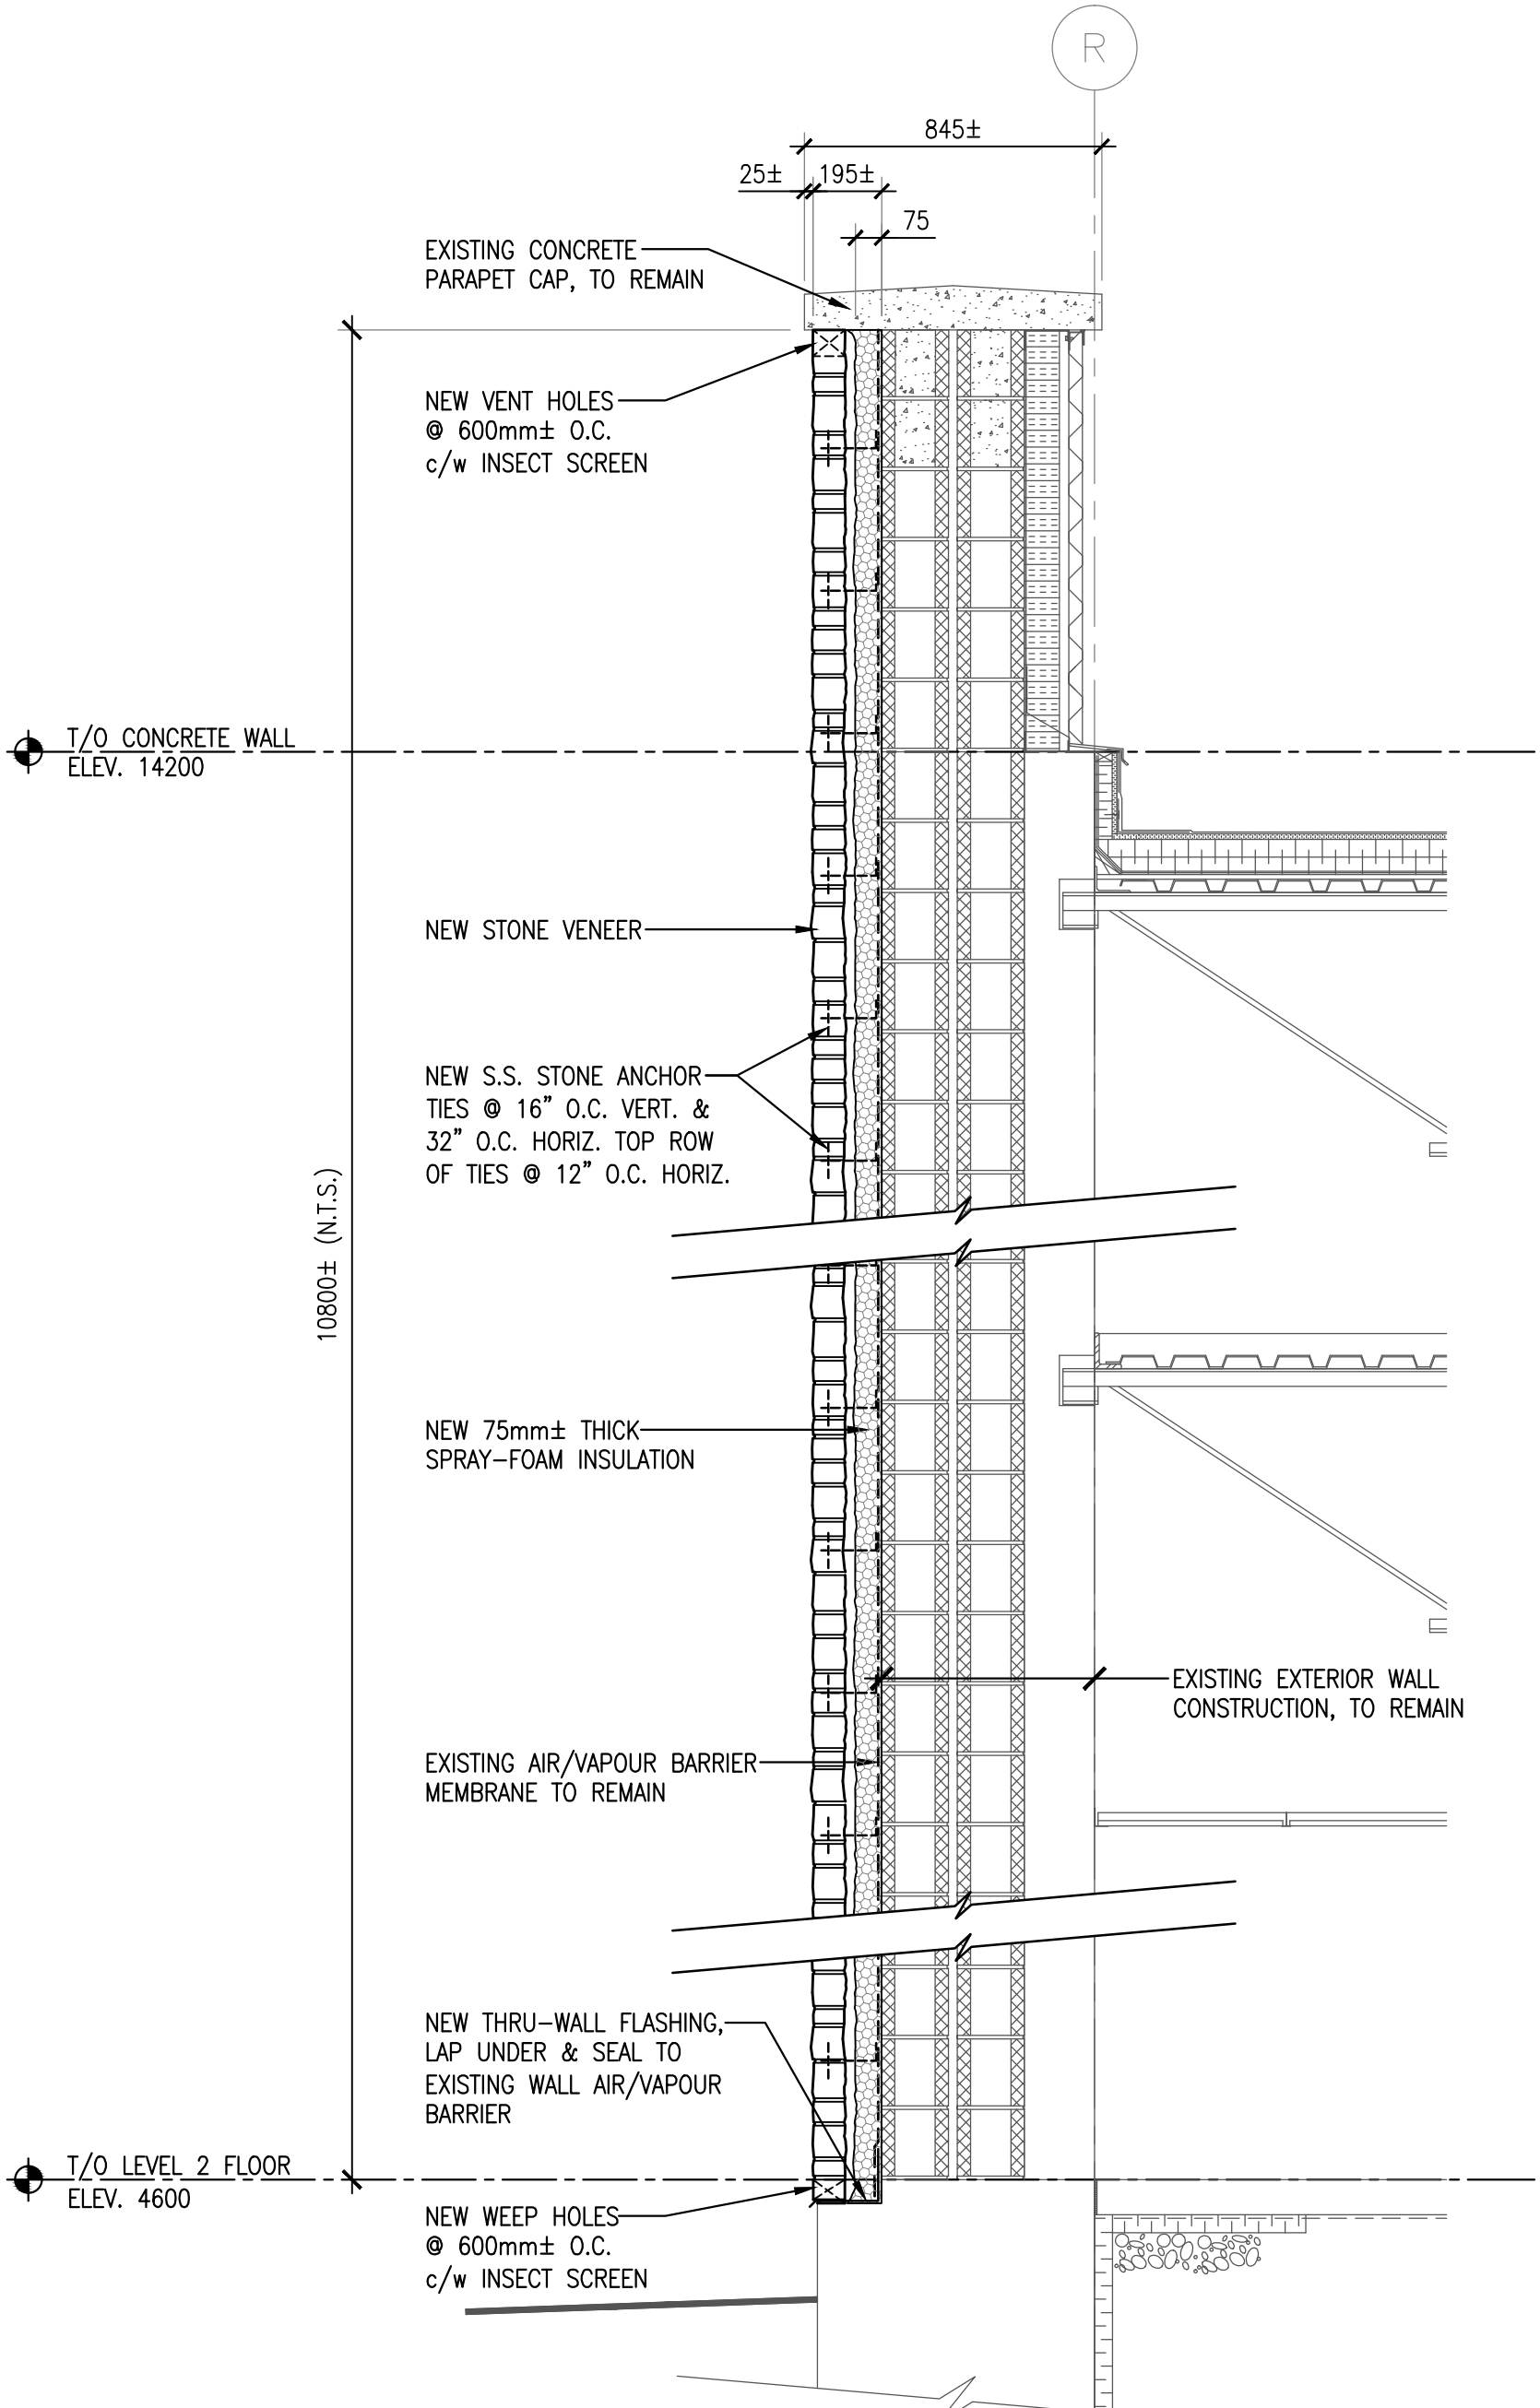 R
845±
25±
195±
75
EXISTING CONCRETE
PARAPET CAP, TO REMAIN
NEW VENT HOLES
@ 600mm± O.C.
c/w INSECT SCREEN
T/O CONCRETE WALL
ELEV. 14200
NEW STONE VENEER
NEW S.S. STONE ANCHOR
TIES @ 16" O.C. VERT. &
32" O.C. HORIZ. TOP ROW
OF TIES @ 12" O.C. HORIZ.
10800± (N.T.S.)
NEW 75mm± THICK
SPRAY-FOAM INSULATION
EXISTING EXTERIOR WALL
CONSTRUCTION, TO REMAIN
EXISTING AIR/VAPOUR BARRIER
MEMBRANE TO REMAIN
NEW THRU-WALL FLASHING,
LAP UNDER & SEAL TO
EXISTING WALL AIR/VAPOUR
BARRIER
T/O LEVEL 2 FLOOR
ELEV. 4600
NEW WEEP HOLES
@ 600mm± O.C.
c/w INSECT SCREEN